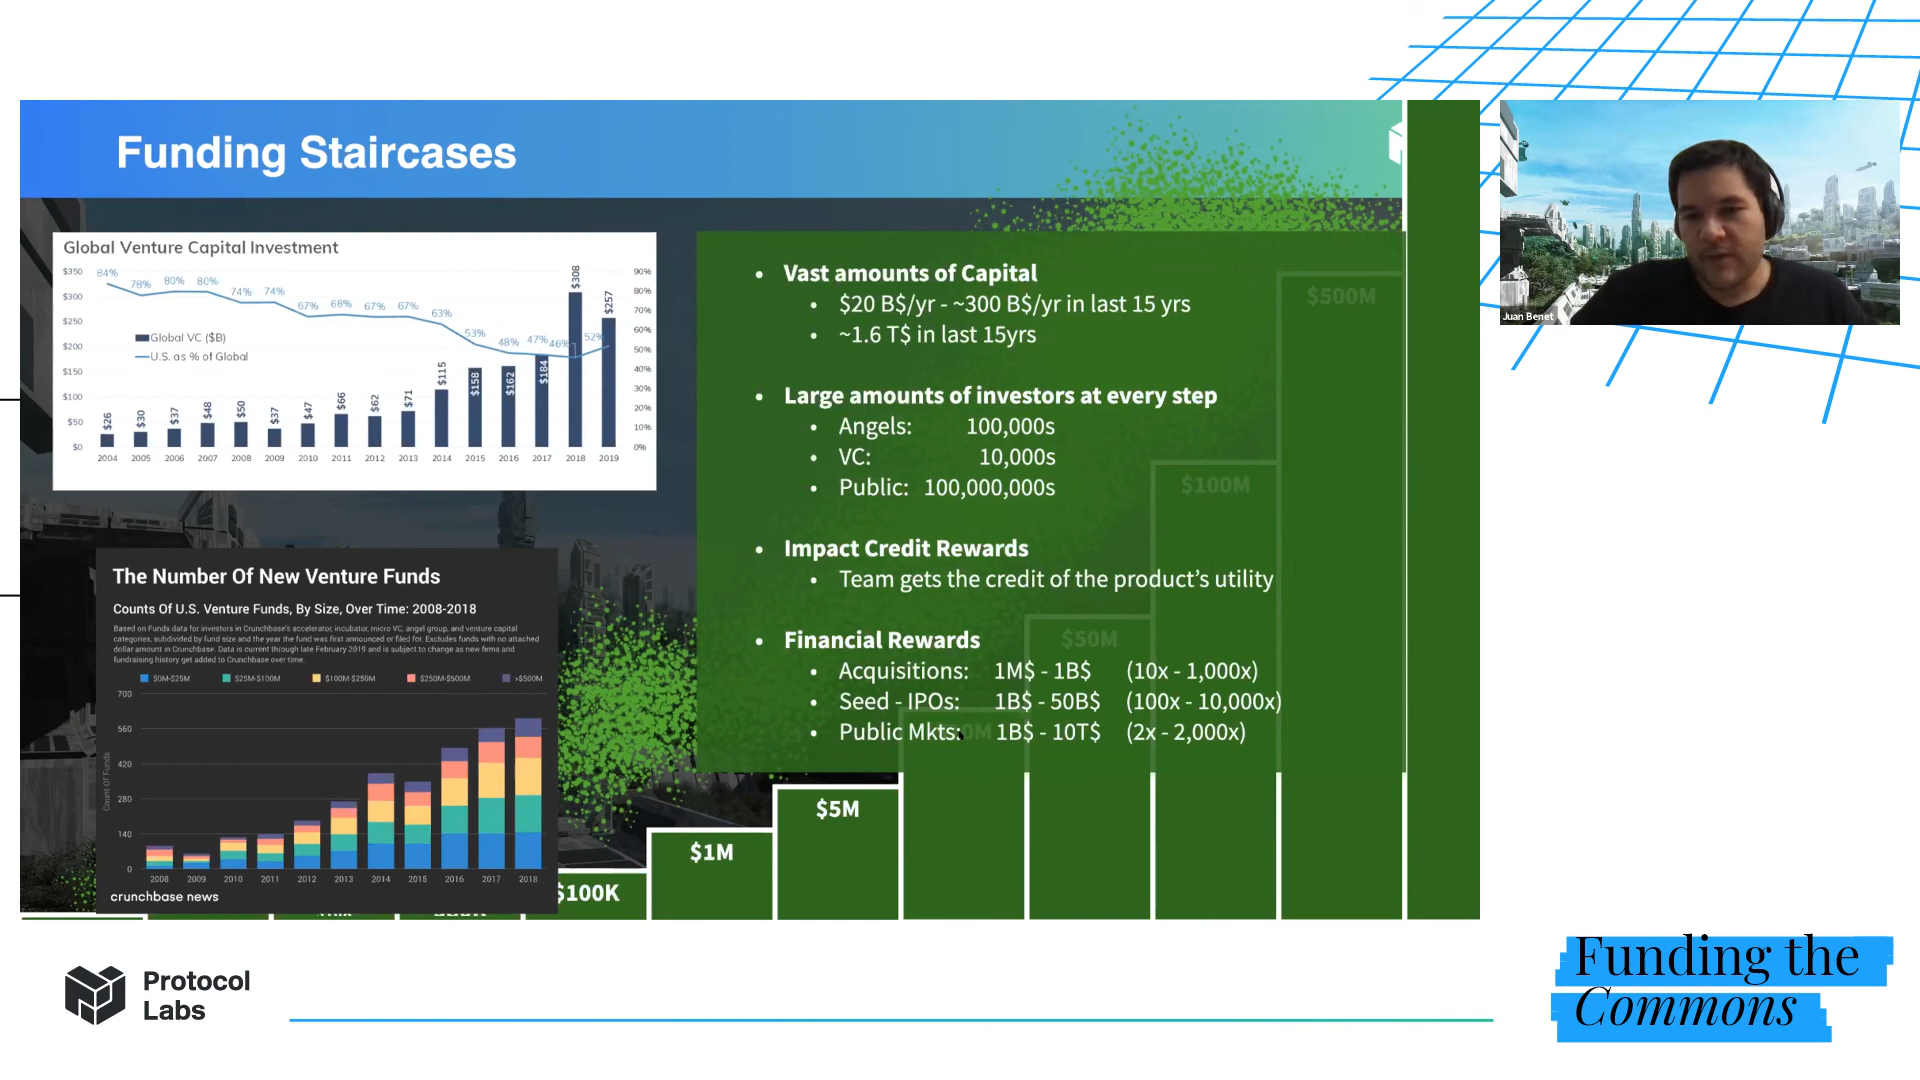 Funding Staircases
Global Venture Capital Investment
$350
$300
$250
$200
$150
$100
$50
$0
90%
80%
70%
60%
50%
40%
30%
20%
10%
0%
84%
78%
80%
80%
74%
74%
67%
68%
67%
67%
63%
53%
48%
47%
46%
52%
Global VC ($B)
U.S. as % of Global
$26
$30
$37
$48
$50
$37
$47
$66
$62
$71
$115
$158
$162
$184
$308
$257
2004 2005 2006 2007 2008 2009 2010 2011 2012 2013 2014 2015 2016 2017 2018 2019
The Number Of New Venture Funds
Counts Of U.S. Venture Funds, By Size, Over Time: 2008-2018
Based on Funds data for investors in Crunchbase's accelerator, incubator, micro VC, angel group, and venture capital
categories, subdivided by fund size and the year the fund was first announced or filed for. Excludes funds with no attached
dollar amount in Crunchbase. Data is current through late February 2019 and is subject to change as new firms and
fundraising history get added to Crunchbase over time.
$0M-$25M $25M-$100M $100M-$250M $250M-$500M >$500M
Count Of Funds
700
560
420
280
140
0
2008 2009 2010 2011 2012 2013 2014 2015 2016 2017 2018
crunchbase news
• Vast amounts of Capital
• $20 B$/yr - ~300 B$/yr in last 15 yrs
• ~1.6 T$ in last 15yrs
• Large amounts of investors at every step
• Angels: 100,000s
• VC: 10,000s
• Public: 100,000,000s
• Impact Credit Rewards
• Team gets the credit of the product's utility
• Financial Rewards
• Acquisitions: 1M$ - 1B$ (10x - 1,000x)
• Seed - IPOs: 1B$ - 50B$ (100x - 10,000x)
• Public Mkts: 1B$ - 10T$ (2x - 2,000x)
$100K
$1M
$5M
$50M
$100M
$500M
Juan Benet
Protocol
Labs
Funding the
Commons